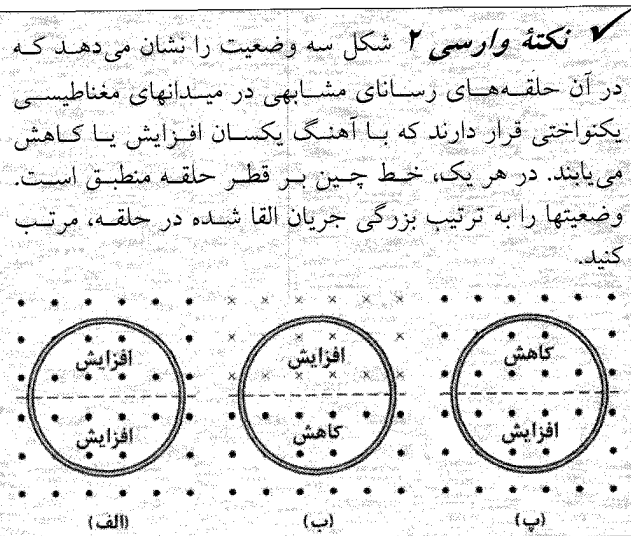 ✓ نکتهٔ وارسی ۲ شکل سه وضعیت را نشان می‌دهد که
در آن حلقه‌های رسانای مشابهی در میدانهای مغناطیسی
یکنواختی قرار دارند که با آهنگ یکسان افزایش یا کاهش
می‌یابند. در هر یک، خط چین بر قطر حلقه منطبق است.
وضعیتها را به ترتیب بزرگی جریان القا شده در حلقه، مرتب
کنید.
کاهش
افزایش
(پ)
افزایش
کاهش
(ب)
افزایش
افزایش
(الف)